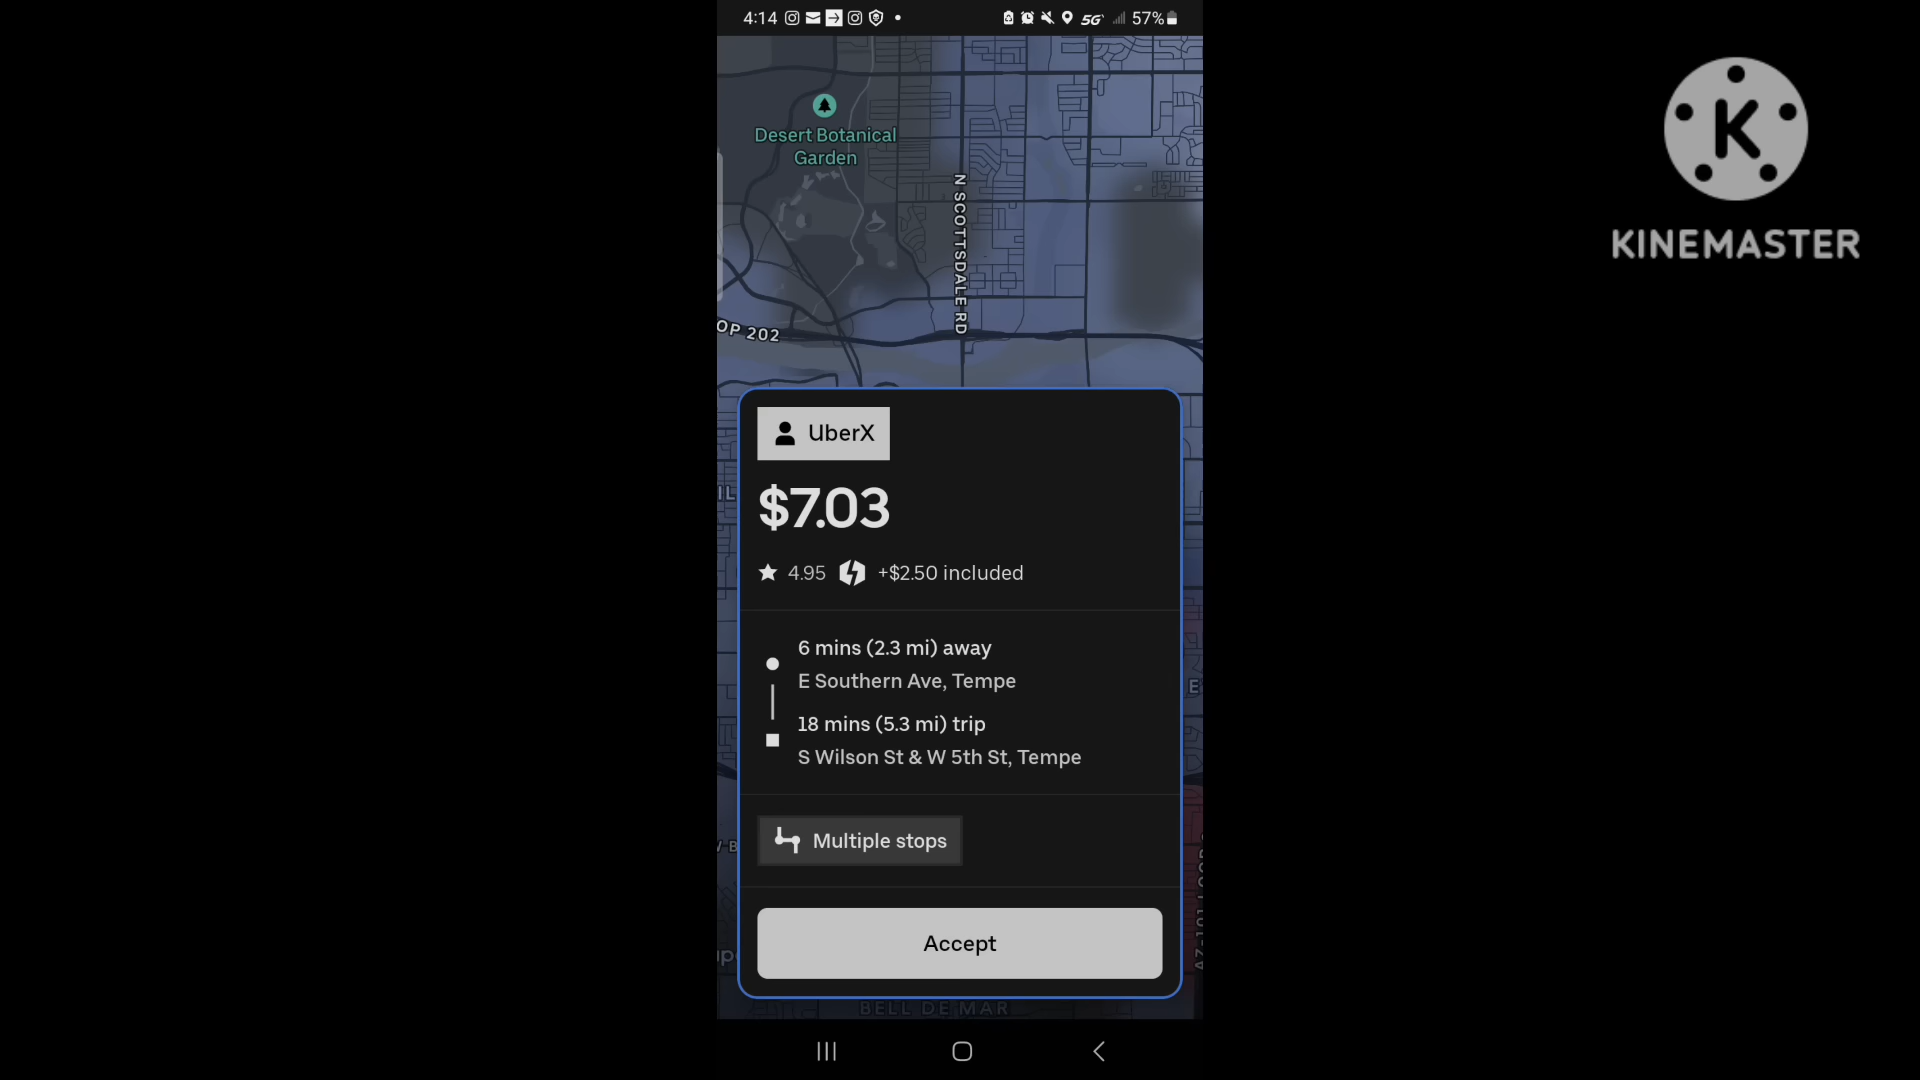 4:14
5G
57%
KINEMASTER
Desert Botanical
Garden
N SCOTTSDALE RD
OP 202
UberX
$7.03
4.95 +$2.50 included
6 mins (2.3 mi) away
E Southern Ave, Tempe
18 mins (5.3 mi) trip
S Wilson St & W 5th St, Tempe
Multiple stops
Accept
BELL DE MAR